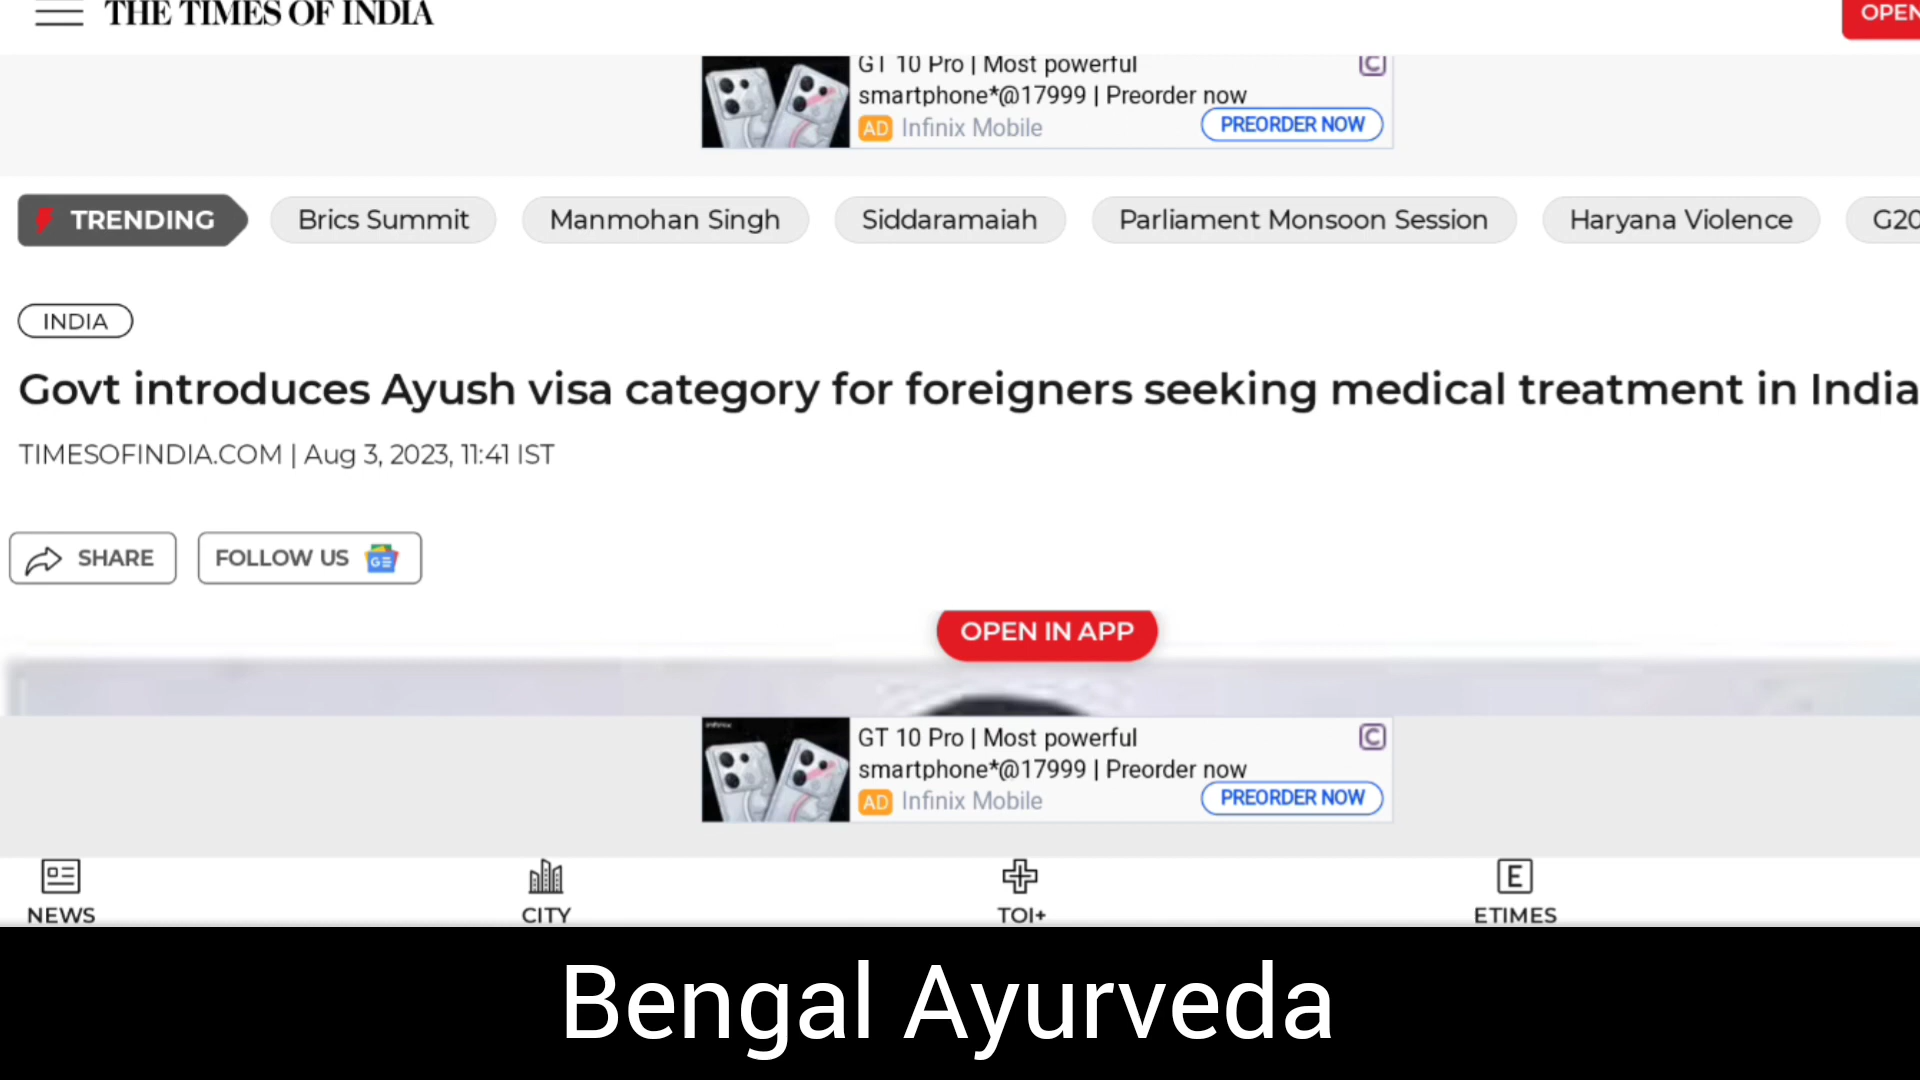 THE TIMES OF INDIA
OPEN
GT 10 Pro | Most powerful
smartphone*@17999 | Preorder now
AD Infinix Mobile
PREORDER NOW
TRENDING
Brics Summit
Manmohan Singh
Siddaramaiah
Parliament Monsoon Session
Haryana Violence
G20
INDIA
Govt introduces Ayush visa category for foreigners seeking medical treatment in India
TIMESOFINDIA.COM | Aug 3, 2023, 11:41 IST
SHARE
FOLLOW US GE
OPEN IN APP
Infinix
GT 10 Pro | Most powerful
smartphone*@17999 | Preorder now
AD Infinix Mobile
PREORDER NOW
NEWS
CITY
TOI+
E
ETIMES
Bengal Ayurveda